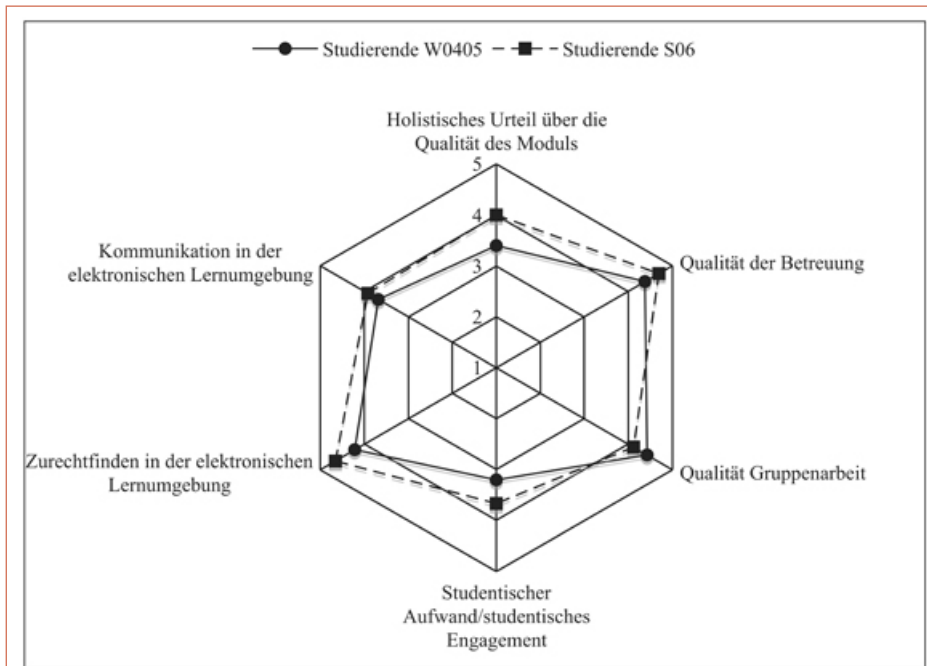 Studierende W0405 Studierende S06
Holistisches Urteil über die
Qualität des Moduls
5
4
3
2
1
Qualität der Betreuung
Qualität Gruppenarbeit
Studentischer
Aufwand/studentisches
Engagement
Zurechtfinden in der elektronischen
Lernumgebung
Kommunikation in der
elektronischen Lernumgebung